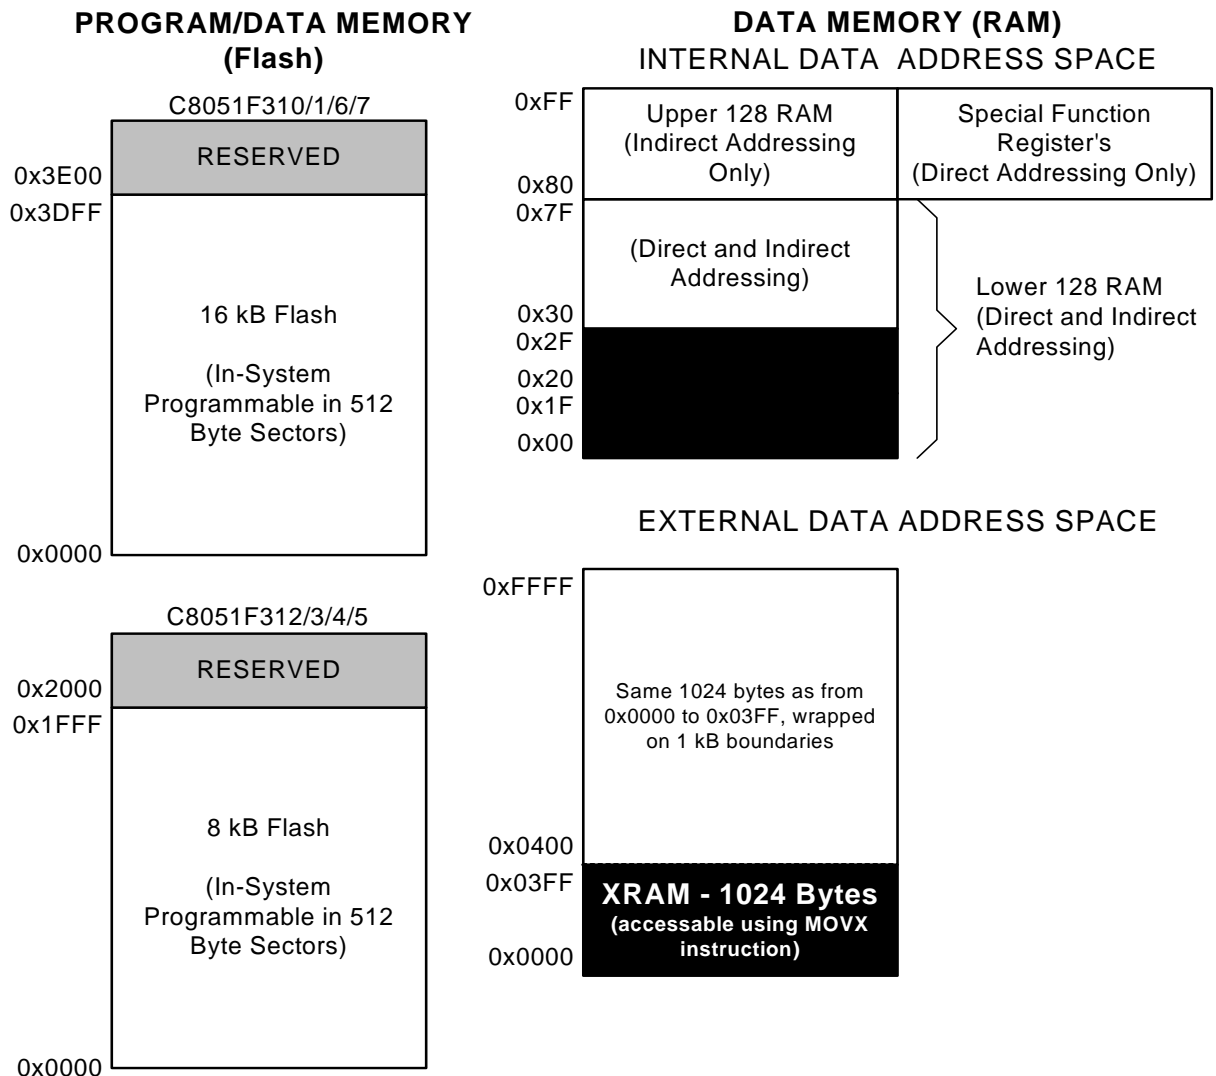 PROGRAM/DATA MEMORY
(Flash)
C8051F310/1/6/7
RESERVED
0x3E00
0x3DFF
16 kB Flash
(In-System
Programmable in 512
Byte Sectors)
0x0000
C8051F312/3/4/5
RESERVED
0x2000
0x1FFF
8 kB Flash
(In-System
Programmable in 512
Byte Sectors)
0x0000
DATA MEMORY (RAM)
INTERNAL DATA ADDRESS SPACE
0xFF
Upper 128 RAM
(Indirect Addressing
Only)
0x80
Special Function
Register's
(Direct Addressing Only)
0x7F
(Direct and Indirect
Addressing)
0x30
0x2F
0x20
0x1F
0x00
Lower 128 RAM
(Direct and Indirect
Addressing)
EXTERNAL DATA ADDRESS SPACE
0xFFFF
Same 1024 bytes as from
0x0000 to 0x03FF, wrapped
on 1 kB boundaries
0x0400
0x03FF
XRAM - 1024 Bytes
(accessable using MOVX
instruction)
0x0000